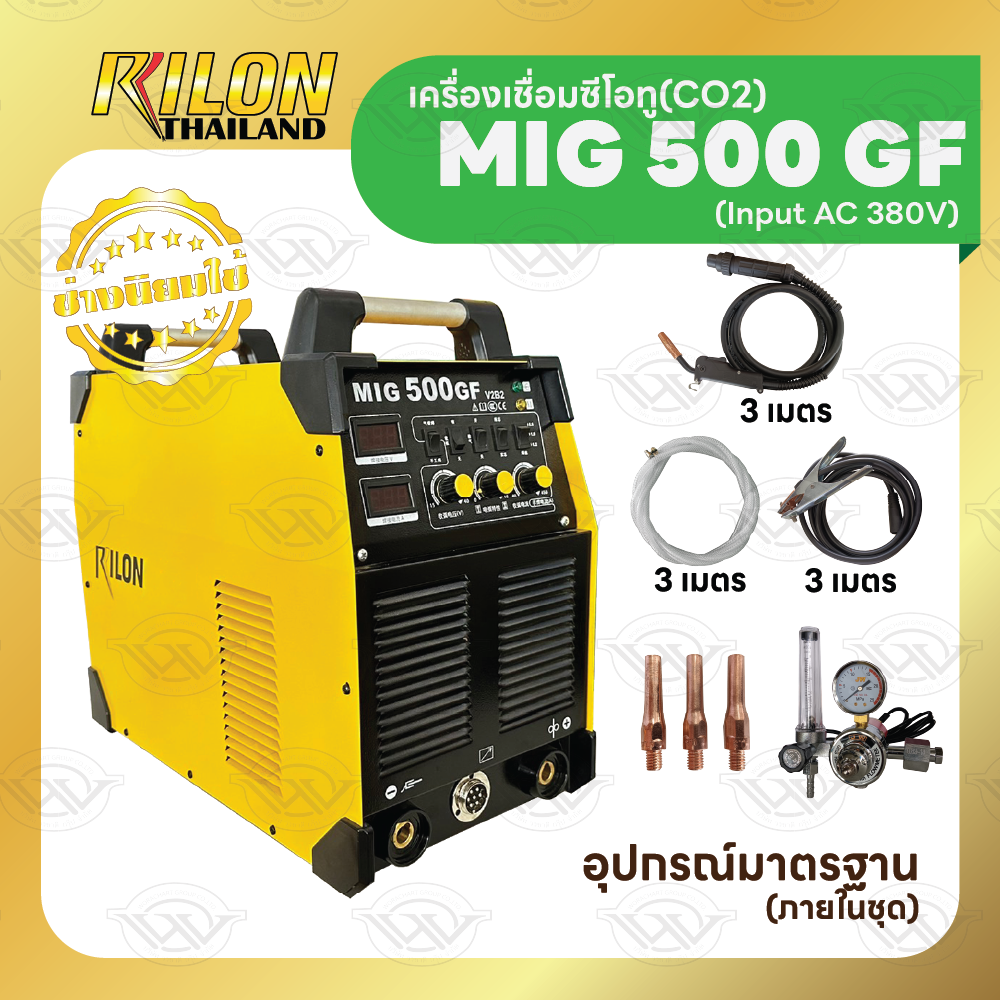 RILON
THAILAND
เครื่องเชื่อมซีโอทู(CO2)
MIG 500 GF
(Input AC 380V)
ช่างนิยมใช้
MIG 500GF V2B2
RILON
3 เมตร
3 เมตร
3 เมตร
อุปกรณ์มาตรฐาน
(ภายในชุด)